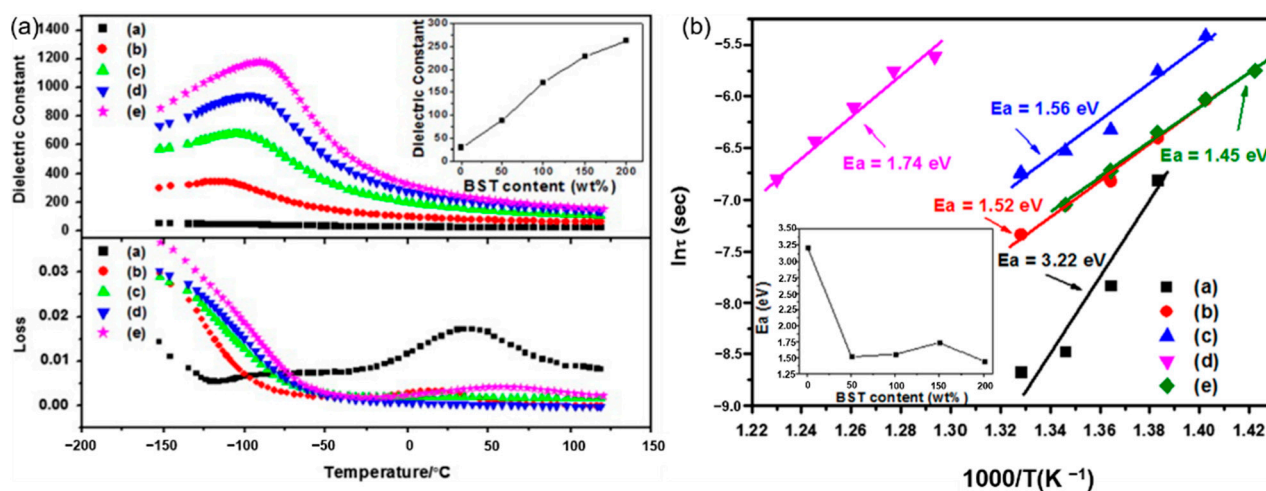 (a)
1400
1200
1000
800
600
400
200
0
Dielectric Constant
(a)
(b)
(c)
(d)
(e)
300
250
200
150
100
50
0
Dielectric Constant
0 50 100 150 200
BST content (wt%)
0.03
0.02
0.01
0.00
Loss
(a)
(b)
(c)
(d)
(e)
−150 −100 −50 0 50 100 150
Temperature/°C
(b)
−5.5
−6.0
−6.5
−7.0
−7.5
−8.0
−8.5
−9.0
lnτ (sec)
Ea = 1.56 eV
Ea = 1.74 eV
Ea = 1.45 eV
Ea = 1.52 eV
Ea = 3.22 eV
3.50
3.25
3.00
2.75
2.50
2.25
2.00
1.75
1.50
1.25
Ea (eV)
0 50 100 150 200
BST content (wt%)
(a)
(b)
(c)
(d)
(e)
1.22 1.24 1.26 1.28 1.30 1.32 1.34 1.36 1.38 1.40 1.42
1000/T(K −1)